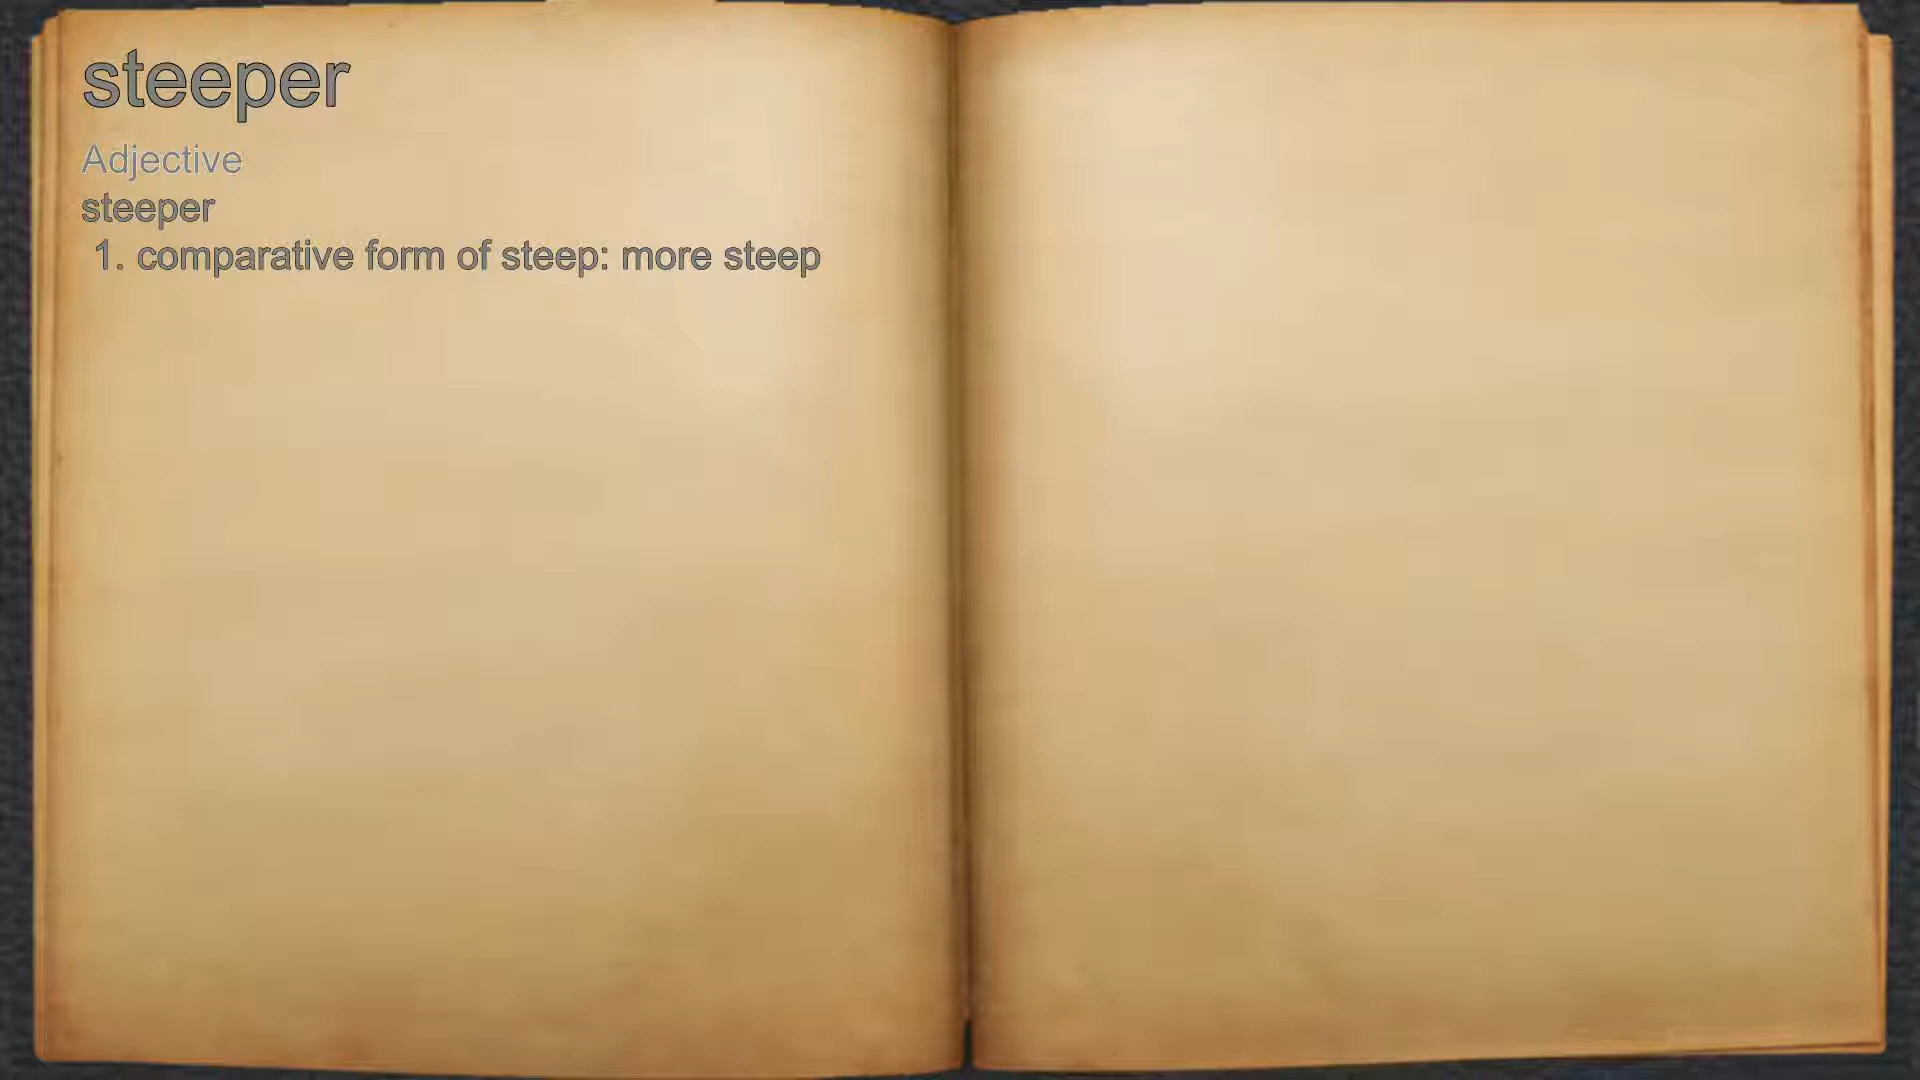 steeper
Adjective
steeper
1. comparative form of steep: more steep